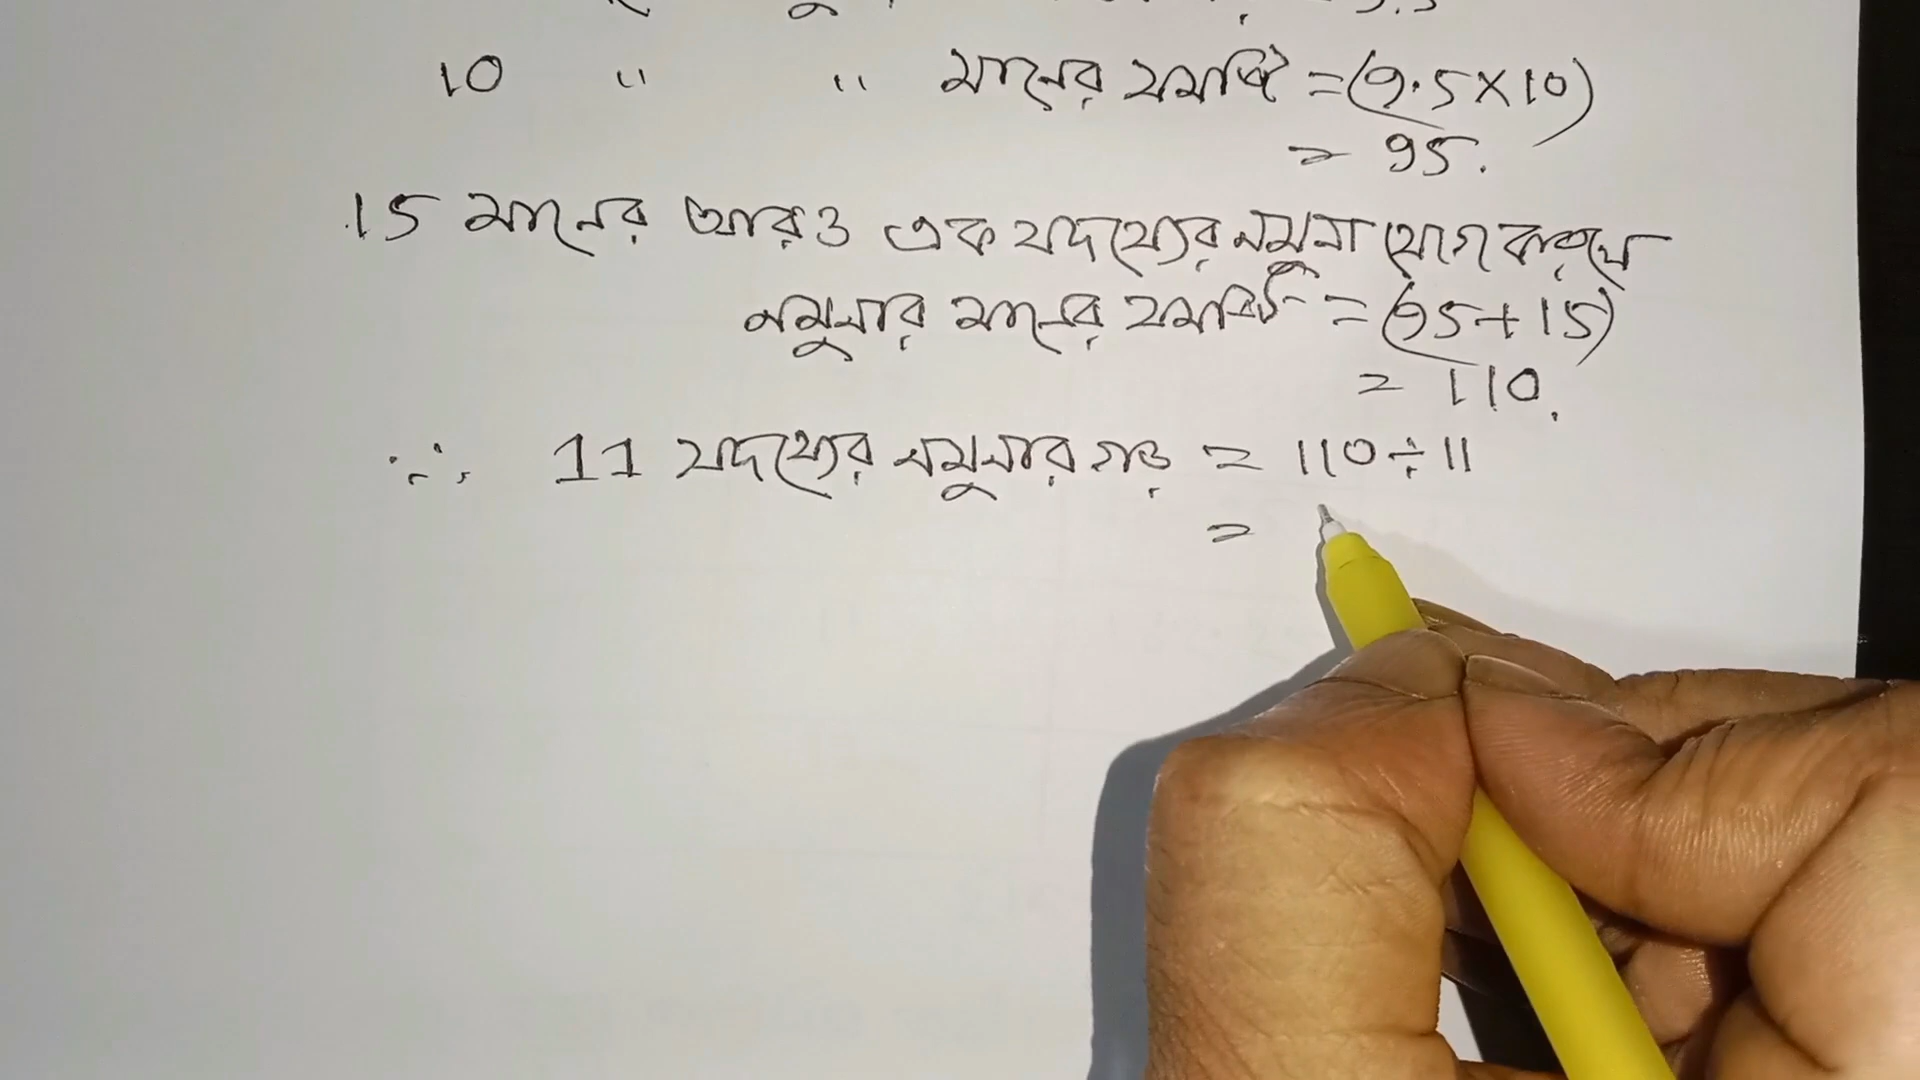 10 " " মানের সমষ্টি = (9.5×10)
= 95.
15 মানের আরও এক সদস্যের নমুনা যোগ করলে
নমুনার মানের সমষ্টি = (95+15)
= 110.
∴ 11 সদস্যের নমুনার গড় = 110÷11
=